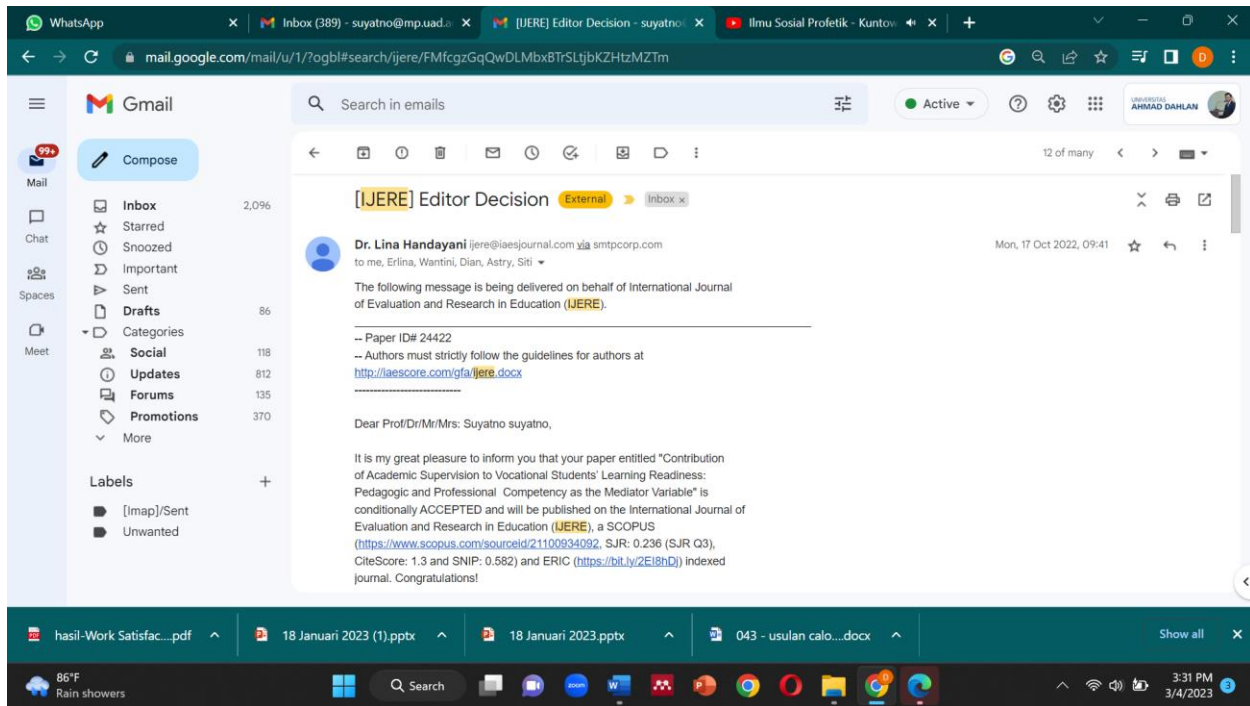 WhatsApp
Inbox (389) - suyatno@mp.uad.a
[IJERE] Editor Decision - suyatno
Ilmu Sosial Profetik - Kuntow
mail.google.com/mail/u/1/?ogbl#search/ijere/FMfcgzGqQwDLMbxBTrSLtjbKZHtzMZTm
D
Gmail
Search in emails
Active
UNIVERSITAS
AHMAD DAHLAN
99+
Mail
Chat
Spaces
Meet
Compose
Inbox 2,096
Starred
Snoozed
Important
Sent
Drafts 86
Categories
Social 118
Updates 812
Forums 135
Promotions 370
More
Labels
[Imap]/Sent
Unwanted
12 of many
[IJERE] Editor Decision External Inbox x
Dr. Lina Handayani ijere@iaesjournal.com via smtpcorp.com Mon, 17 Oct 2022, 09:41
to me, Erlina, Wantini, Dian, Astry, Siti
The following message is being delivered on behalf of International Journal
of Evaluation and Research in Education (IJERE).
-- Paper ID# 24422
-- Authors must strictly follow the guidelines for authors at
http://iaescore.com/gfa/ijere.docx
----------------------------
Dear Prof/Dr/Mr/Mrs: Suyatno suyatno,
It is my great pleasure to inform you that your paper entitled "Contribution
of Academic Supervision to Vocational Students' Learning Readiness:
Pedagogic and Professional Competency as the Mediator Variable" is
conditionally ACCEPTED and will be published on the International Journal of
Evaluation and Research in Education (IJERE), a SCOPUS
(https://www.scopus.com/sourceid/21100934092, SJR: 0.236 (SJR Q3),
CiteScore: 1.3 and SNIP: 0.582) and ERIC (https://bit.ly/2EI8hDj) indexed
journal. Congratulations!
hasil-Work Satisfac....pdf
18 Januari 2023 (1).pptx
18 Januari 2023.pptx
043 - usulan calo....docx
Show all
86°F
Rain showers
Search
zoom
3:31 PM
3/4/2023
3